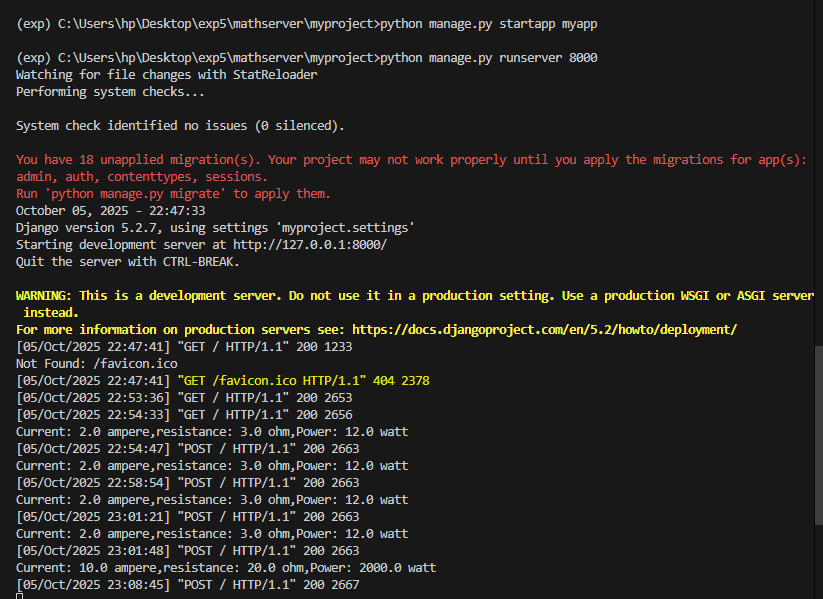 (exp) C:\Users\hp\Desktop\exp5\mathserver\myproject>python manage.py startapp myapp
(exp) C:\Users\hp\Desktop\exp5\mathserver\myproject>python manage.py runserver 8000
Watching for file changes with StatReloader
Performing system checks...
System check identified no issues (0 silenced).
You have 18 unapplied migration(s). Your project may not work properly until you apply the migrations for app(s):
admin, auth, contenttypes, sessions.
Run 'python manage.py migrate' to apply them.
October 05, 2025 - 22:47:33
Django version 5.2.7, using settings 'myproject.settings'
Starting development server at http://127.0.0.1:8000/
Quit the server with CTRL-BREAK.
WARNING: This is a development server. Do not use it in a production setting. Use a production WSGI or ASGI server
instead.
For more information on production servers see: https://docs.djangoproject.com/en/5.2/howto/deployment/
[05/Oct/2025 22:47:41] "GET / HTTP/1.1" 200 1233
Not Found: /favicon.ico
[05/Oct/2025 22:47:41] "GET /favicon.ico HTTP/1.1" 404 2378
[05/Oct/2025 22:53:36] "GET / HTTP/1.1" 200 2653
[05/Oct/2025 22:54:33] "GET / HTTP/1.1" 200 2656
Current: 2.0 ampere,resistance: 3.0 ohm,Power: 12.0 watt
[05/Oct/2025 22:54:47] "POST / HTTP/1.1" 200 2663
Current: 2.0 ampere,resistance: 3.0 ohm,Power: 12.0 watt
[05/Oct/2025 22:58:54] "POST / HTTP/1.1" 200 2663
Current: 2.0 ampere,resistance: 3.0 ohm,Power: 12.0 watt
[05/Oct/2025 23:01:21] "POST / HTTP/1.1" 200 2663
Current: 2.0 ampere,resistance: 3.0 ohm,Power: 12.0 watt
[05/Oct/2025 23:01:48] "POST / HTTP/1.1" 200 2663
Current: 10.0 ampere,resistance: 20.0 ohm,Power: 2000.0 watt
[05/Oct/2025 23:08:45] "POST / HTTP/1.1" 200 2667